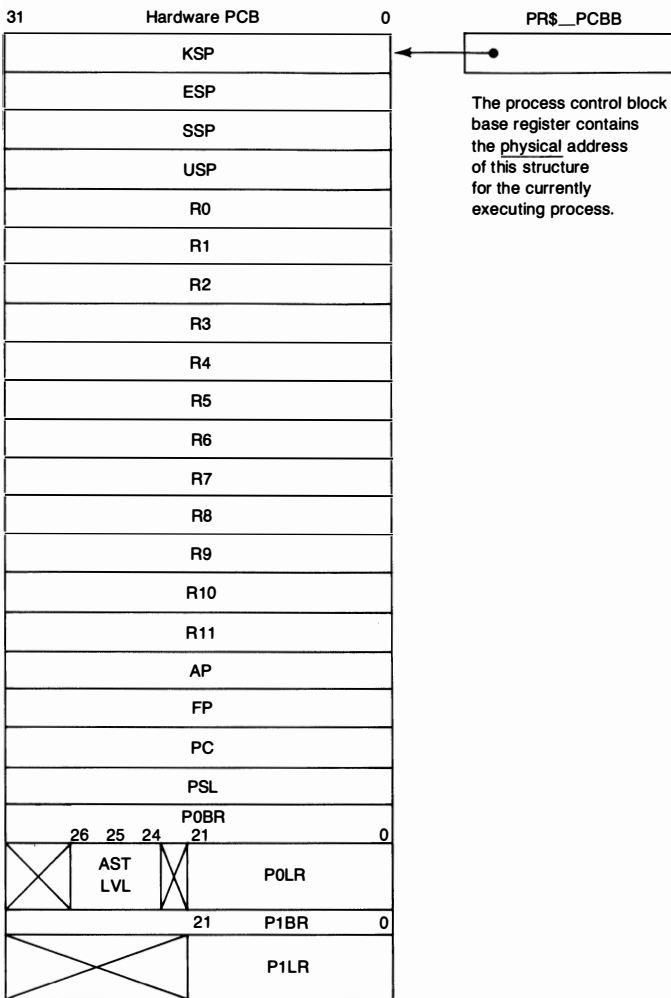 31 Hardware PCB 0 PR$__PCBB
KSP
ESP
SSP
USP
R0
R1
R2
R3
R4
R5
R6
R7
R8
R9
R10
R11
AP
FP
PC
PSL
P0BR
26 25 24 21 0
AST
LVL
P0LR
21 P1BR 0
P1LR
The process control block
base register contains
the physical address
of this structure
for the currently
executing process.